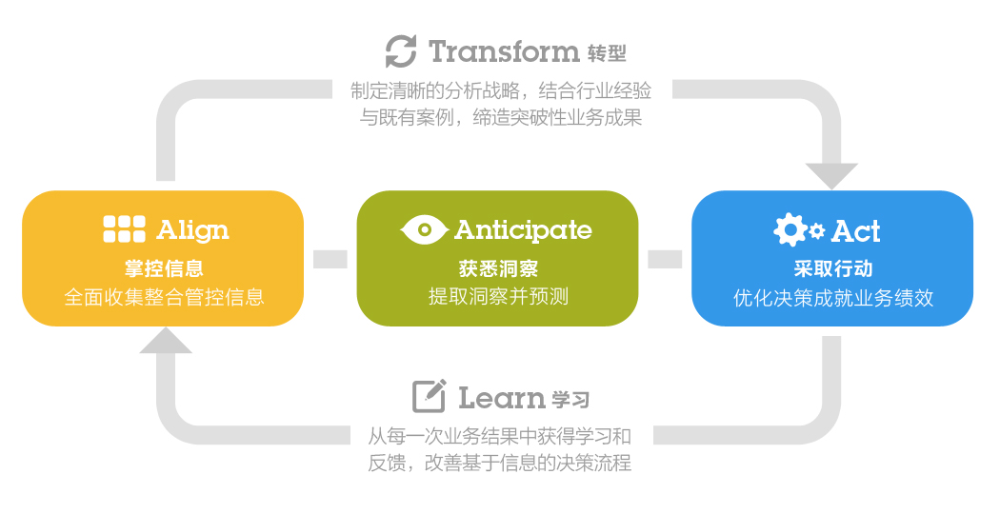 Transform 转型
制定清晰的分析战略，结合行业经验
与既有案例，缔造突破性业务成果
Align
掌控信息
全面收集整合管控信息
Anticipate
获悉洞察
提取洞察并预测
Act
采取行动
优化决策成就业务绩效
Learn 学习
从每一次业务结果中获得学习和
反馈，改善基于信息的决策流程